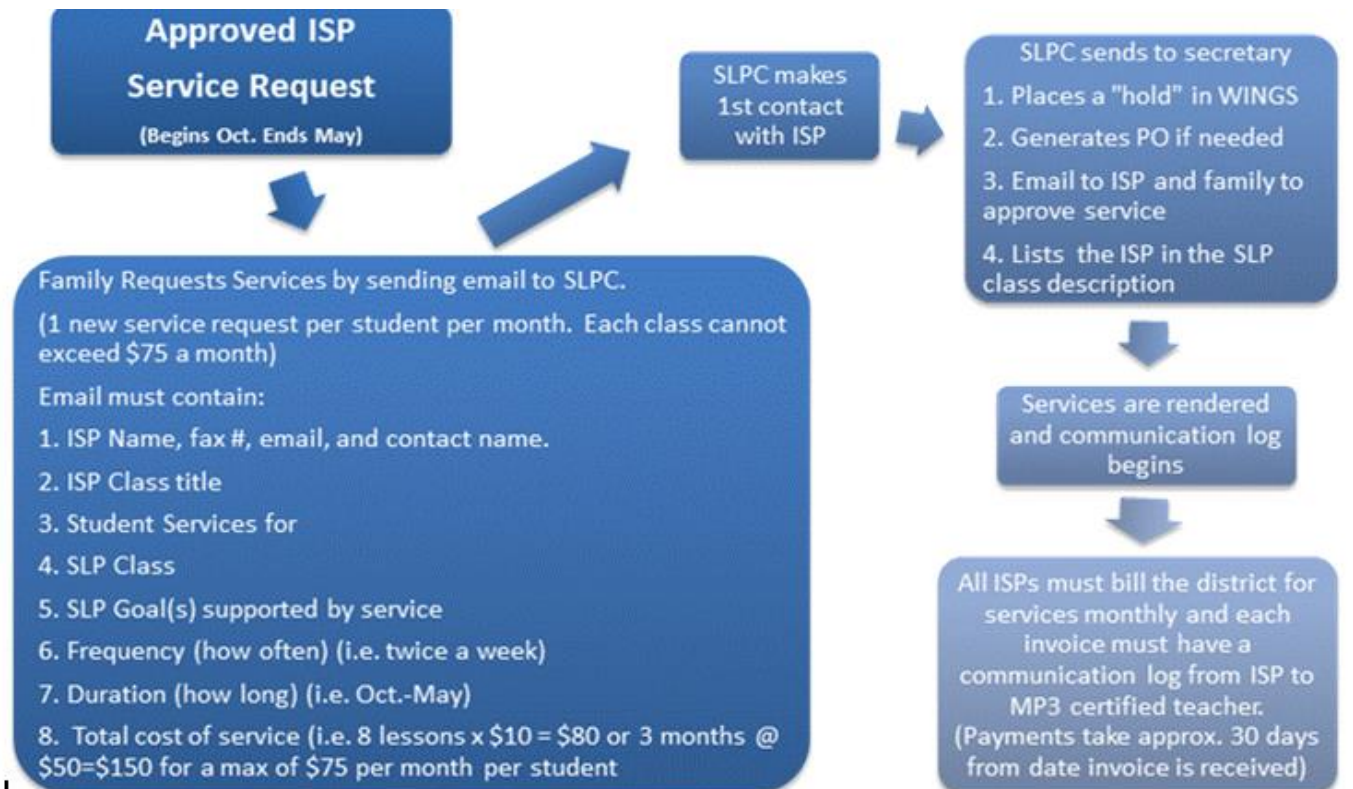 Approved ISP
Service Request
(Begins Oct. Ends May)
Family Requests Services by sending email to SLPC.
(1 new service request per student per month. Each class cannot
exceed $75 a month)
Email must contain:
1. ISP Name, fax #, email, and contact name.
2. ISP Class title
3. Student Services for
4. SLP Class
5. SLP Goal(s) supported by service
6. Frequency (how often) (i.e. twice a week)
7. Duration (how long) (i.e. Oct.-May)
8. Total cost of service (i.e. 8 lessons x $10 = $80 or 3 months @
$50=$150 for a max of $75 per month per student
SLPC makes
1st contact
with ISP
SLPC sends to secretary
1. Places a "hold" in WINGS
2. Generates PO if needed
3. Email to ISP and family to
approve service
4. Lists the ISP in the SLP
class description
Services are rendered
and communication log
begins
All ISPs must bill the district for
services monthly and each
invoice must have a
communication log from ISP to
MP3 certified teacher.
(Payments take approx. 30 days
from date invoice is received)